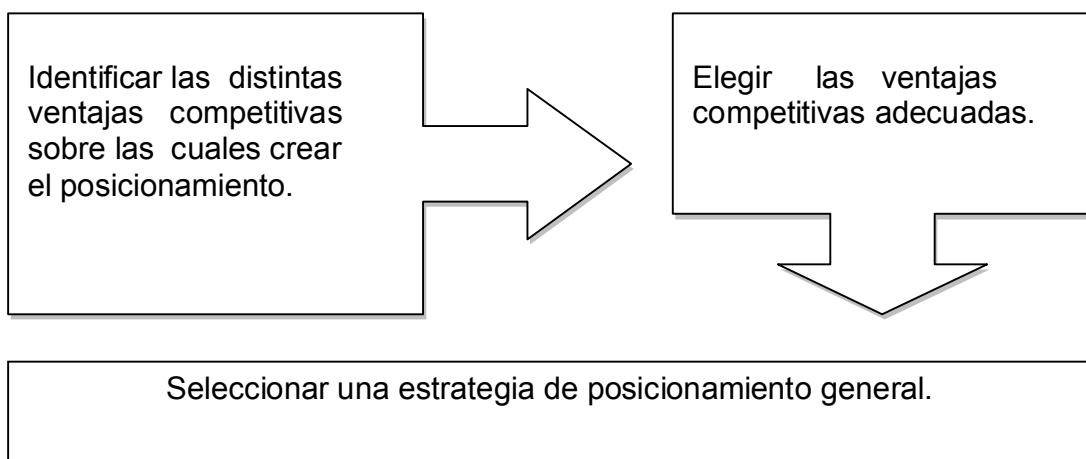 Identificar las distintas
ventajas competitivas
sobre las cuales crear
el posicionamiento.
Elegir las ventajas
competitivas adecuadas.
Seleccionar una estrategia de posicionamiento general.